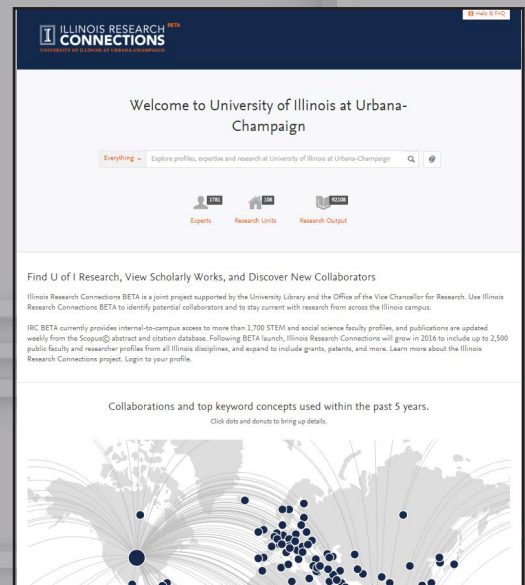 Help & FAQ
ILLINOIS RESEARCH BETA
CONNECTIONS
UNIVERSITY OF ILLINOIS AT URBANA-CHAMPAIGN
Welcome to University of Illinois at Urbana-
Champaign
Everything Explore profiles, expertise and research at University of Illinois at Urbana-Champaign
1781 108 92108
Experts Research Units Research Output
Find U of I Research, View Scholarly Works, and Discover New Collaborators
Illinois Research Connections BETA is a joint project supported by the University Library and the Office of the Vice Chancellor for Research. Use Illinois
Research Connections BETA to identify potential collaborators and to stay current with research from across the Illinois campus.
IRC BETA currently provides internal-to-campus access to more than 1,700 STEM and social science faculty profiles, and publications are updated
weekly from the Scopus© abstract and citation database. Following BETA launch, Illinois Research Connections will grow in 2016 to include up to 2,500
public faculty and researcher profiles from all Illinois disciplines, and expand to include grants, patents, and more. Learn more about the Illinois
Research Connections project. Login to your profile.
Collaborations and top keyword concepts used within the past 5 years.
Click dots and donuts to bring up details.